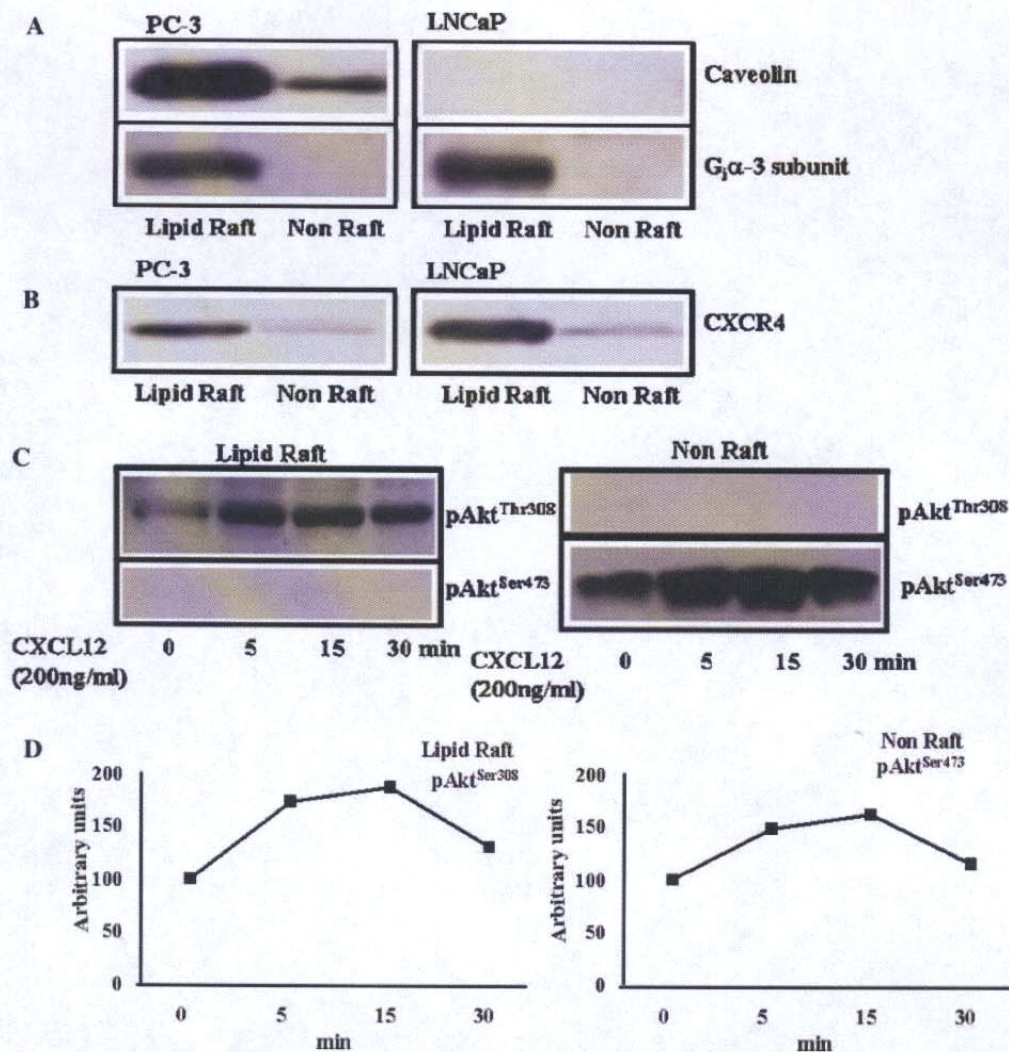 A
PC-3
LNCaP
Caveolin
Giα-3 subunit
Lipid Raft Non Raft Lipid Raft Non Raft
PC-3
LNCaP
B
CXCR4
Lipid Raft Non Raft Lipid Raft Non Raft
C
Lipid Raft
Non Raft
pAktThr308
pAktThr308
pAktSer473
pAktSer473
CXCL12 0 5 15 30 min
(200ng/ml)
CXCL12 0 5 15 30 min
(200ng/ml)
D
Lipid Raft
pAktSer308
200
150
100
50
0
Arbitrary units
0 5 15 30
min
Non Raft
pAktSer473
200
150
100
50
0
Arbitrary units
0 5 15 30
min